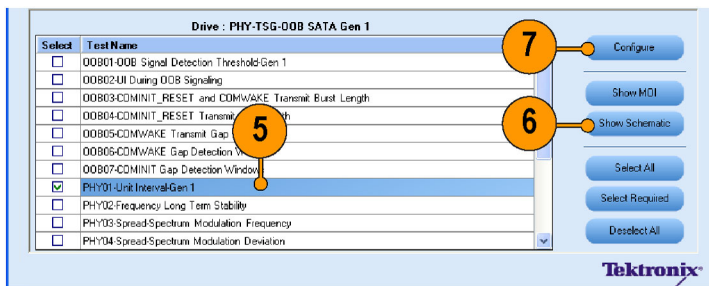 Drive : PHY-TSG-OOB SATA Gen 1
Select Test Name
OOB01-OOB Signal Detection Threshold-Gen 1
OOB02-UI During OOB Signaling
OOB03-COMINIT_RESET and COMWAKE Transmit Burst Length
OOB04-COMINIT_RESET Transmit
OOB05-COMWAKE Transmit Gap
OOB06-COMWAKE Gap Detection
OOB07-COMINIT Gap Detection Windows
PHY01-Unit Interval-Gen 1
PHY02-Frequency Long Term Stability
PHY03-Spread-Spectrum Modulation Frequency
PHY04-Spread-Spectrum Modulation Deviation
5
7
6
Configure
Show MOI
Show Schematic
Select All
Select Required
Deselect All
Tektronix